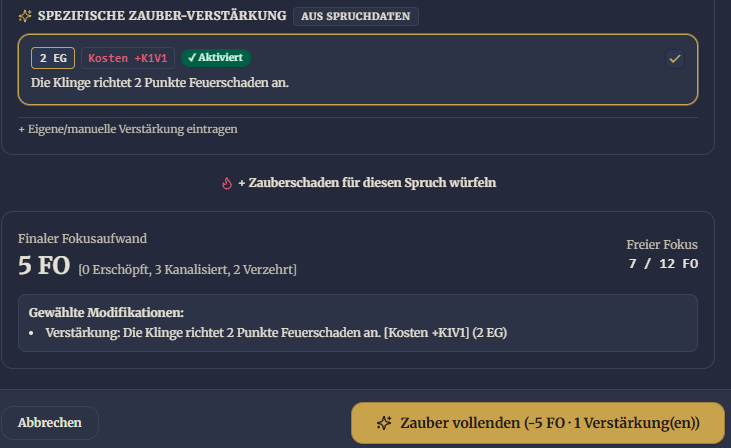 SPEZIFISCHE ZAUBER-VERSTÄRKUNG AUS SPRUCHDATEN
2 EG Kosten +K1V1 ✓ Aktiviert
Die Klinge richtet 2 Punkte Feuerschaden an.
+ Eigene/manuelle Verstärkung eintragen
+ Zauberschaden für diesen Spruch würfeln
Finaler Fokusaufwand
5 FO [0 Erschöpft, 3 Kanalisiert, 2 Verzehrt]
Freier Fokus
7 / 12 FO
Gewählte Modifikationen:
• Verstärkung: Die Klinge richtet 2 Punkte Feuerschaden an. [Kosten +K1V1] (2 EG)
Abbrechen
Zauber vollenden (-5 FO · 1 Verstärkung(en))